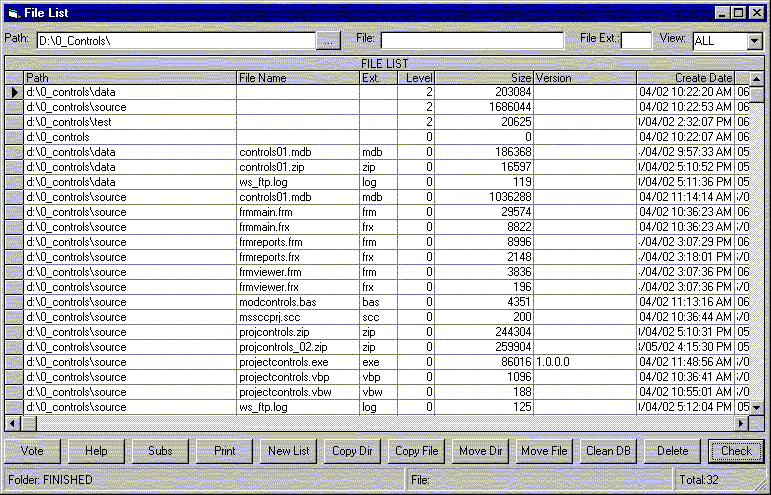 File List
Path: D:\0_Controls\ ... File: File Ext.: View: ALL
FILE LIST
Path File Name Ext. Level Size Version Create Date
d:\0_controls\data 2 203084 04/02 10:22:20 AM 06
d:\0_controls\source 2 1686044 04/02 10:22:53 AM 06
d:\0_controls\test 2 20625 /04/02 2:32:07 PM 06
d:\0_controls 0 0 04/02 10:22:07 AM 06
d:\0_controls\data controls01.mdb mdb 0 186368 /04/02 9:57:33 AM 05
d:\0_controls\data controls01.zip zip 0 16597 /04/02 5:10:52 PM 05
d:\0_controls\data ws_ftp.log log 0 119 /04/02 5:11:36 PM 05
d:\0_controls\source controls01.mdb mdb 0 1036288 04/02 11:14:14 AM /0
d:\0_controls\source frmmain.frm frm 0 29574 04/02 10:36:23 AM 06
d:\0_controls\source frmmain.frx frx 0 8822 04/02 10:36:23 AM /0
d:\0_controls\source frmreports.frm frm 0 8996 /04/02 3:07:29 PM 06
d:\0_controls\source frmreports.frx frx 0 2148 /04/02 3:18:01 PM 06
d:\0_controls\source frmviewer.frm frm 0 3836 /04/02 3:07:36 PM 06
d:\0_controls\source frmviewer.frx frx 0 196 /04/02 3:07:36 PM /0
d:\0_controls\source modcontrols.bas bas 0 4351 04/02 11:13:16 AM 06
d:\0_controls\source mssccprj.scc scc 0 200 04/02 10:36:44 AM 06
d:\0_controls\source projcontrols.zip zip 0 244304 /04/02 5:10:31 PM 05
d:\0_controls\source projcontrols_02.zip zip 0 259904 /05/02 4:15:30 PM 06
d:\0_controls\source projectcontrols.exe exe 0 86016 1.0.0.0 04/02 11:48:56 AM /0
d:\0_controls\source projectcontrols.vbp vbp 0 1096 04/02 10:36:41 AM /0
d:\0_controls\source projectcontrols.vbw vbw 0 188 04/02 10:55:01 AM /0
d:\0_controls\source ws_ftp.log log 0 125 /04/02 5:12:04 PM 05
Vote Help Subs Print New List Copy Dir Copy File Move Dir Move File Clean DB Delete Check
Folder: FINISHED File: Total:32